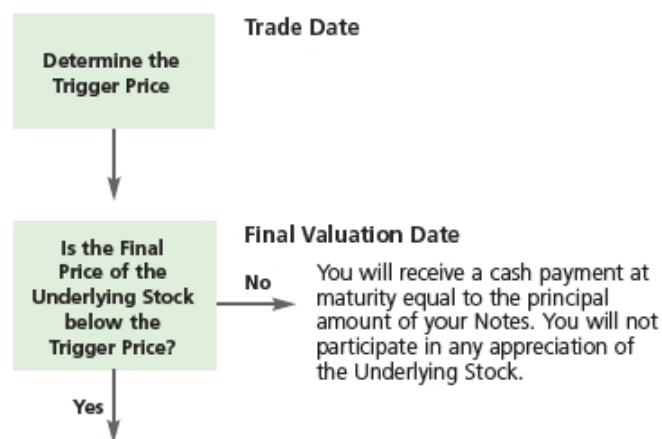 Trade Date
Determine the
Trigger Price
Final Valuation Date
Is the Final
Price of the
Underlying Stock
below the
Trigger Price?
No
You will receive a cash payment at
maturity equal to the principal
amount of your Notes. You will not
participate in any appreciation of
the Underlying Stock.
Yes